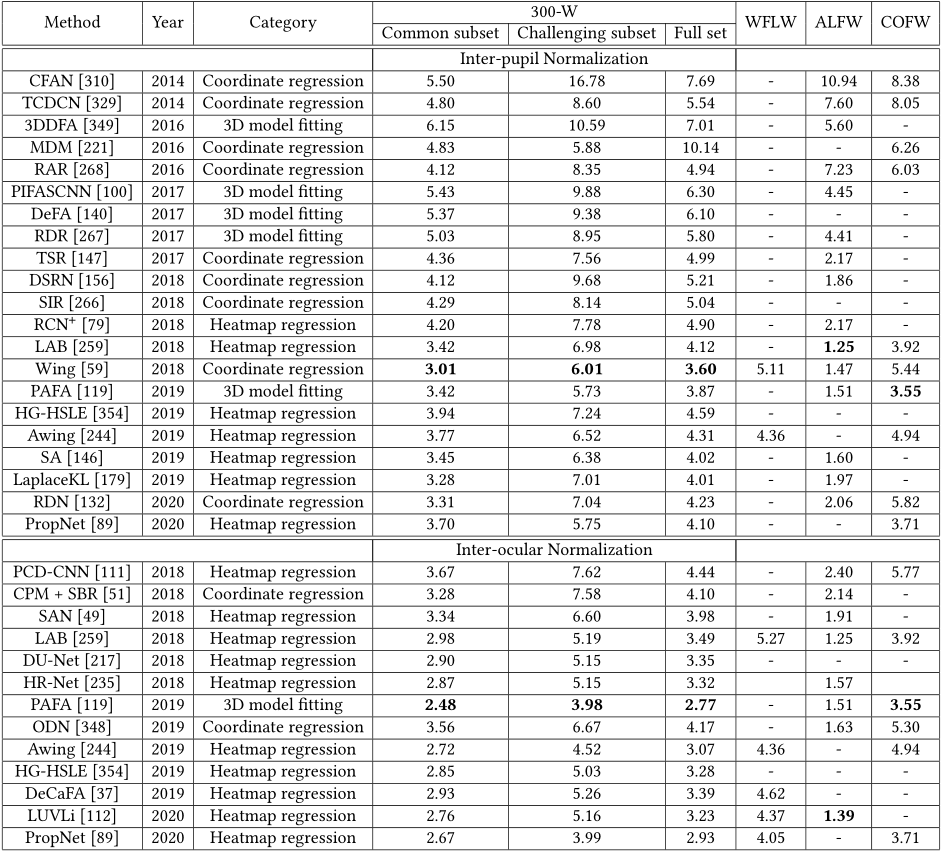 Method Year Category 300-W WFLW ALFW COFW
Common subset Challenging subset Full set
Inter-pupil Normalization
CFAN [310] 2014 Coordinate regression 5.50 16.78 7.69 - 10.94 8.38
TCDCN [329] 2014 Coordinate regression 4.80 8.60 5.54 - 7.60 8.05
3DDFA [349] 2016 3D model fitting 6.15 10.59 7.01 - 5.60 -
MDM [221] 2016 Coordinate regression 4.83 5.88 10.14 - - 6.26
RAR [268] 2016 Coordinate regression 4.12 8.35 4.94 - 7.23 6.03
PIFASCNN [100] 2017 3D model fitting 5.43 9.88 6.30 - 4.45 -
DeFA [140] 2017 3D model fitting 5.37 9.38 6.10 - - -
RDR [267] 2017 3D model fitting 5.03 8.95 5.80 - 4.41 -
TSR [147] 2017 Coordinate regression 4.36 7.56 4.99 - 2.17 -
DSRN [156] 2018 Coordinate regression 4.12 9.68 5.21 - 1.86 -
SIR [266] 2018 Coordinate regression 4.29 8.14 5.04 - - -
RCN+ [79] 2018 Heatmap regression 4.20 7.78 4.90 - 2.17 -
LAB [259] 2018 Heatmap regression 3.42 6.98 4.12 - 1.25 3.92
Wing [59] 2018 Coordinate regression 3.01 6.01 3.60 5.11 1.47 5.44
PAFA [119] 2019 3D model fitting 3.42 5.73 3.87 - 1.51 3.55
HG-HSLE [354] 2019 Heatmap regression 3.94 7.24 4.59 - - -
Awing [244] 2019 Heatmap regression 3.77 6.52 4.31 4.36 - 4.94
SA [146] 2019 Heatmap regression 3.45 6.38 4.02 - 1.60 -
LaplaceKL [179] 2019 Heatmap regression 3.28 7.01 4.01 - 1.97 -
RDN [132] 2020 Coordinate regression 3.31 7.04 4.23 - 2.06 5.82
PropNet [89] 2020 Heatmap regression 3.70 5.75 4.10 - - 3.71
Inter-ocular Normalization
PCD-CNN [111] 2018 Heatmap regression 3.67 7.62 4.44 - 2.40 5.77
CPM + SBR [51] 2018 Coordinate regression 3.28 7.58 4.10 - 2.14 -
SAN [49] 2018 Heatmap regression 3.34 6.60 3.98 - 1.91 -
LAB [259] 2018 Heatmap regression 2.98 5.19 3.49 5.27 1.25 3.92
DU-Net [217] 2018 Heatmap regression 2.90 5.15 3.35 - - -
HR-Net [235] 2018 Heatmap regression 2.87 5.15 3.32 - 1.57
PAFA [119] 2019 3D model fitting 2.48 3.98 2.77 - 1.51 3.55
ODN [348] 2019 Coordinate regression 3.56 6.67 4.17 - 1.63 5.30
Awing [244] 2019 Heatmap regression 2.72 4.52 3.07 4.36 - 4.94
HG-HSLE [354] 2019 Heatmap regression 2.85 5.03 3.28 - - -
DeCaFA [37] 2019 Heatmap regression 2.93 5.26 3.39 4.62 - -
LUVLi [112] 2020 Heatmap regression 2.76 5.16 3.23 4.37 1.39 -
PropNet [89] 2020 Heatmap regression 2.67 3.99 2.93 4.05 - 3.71